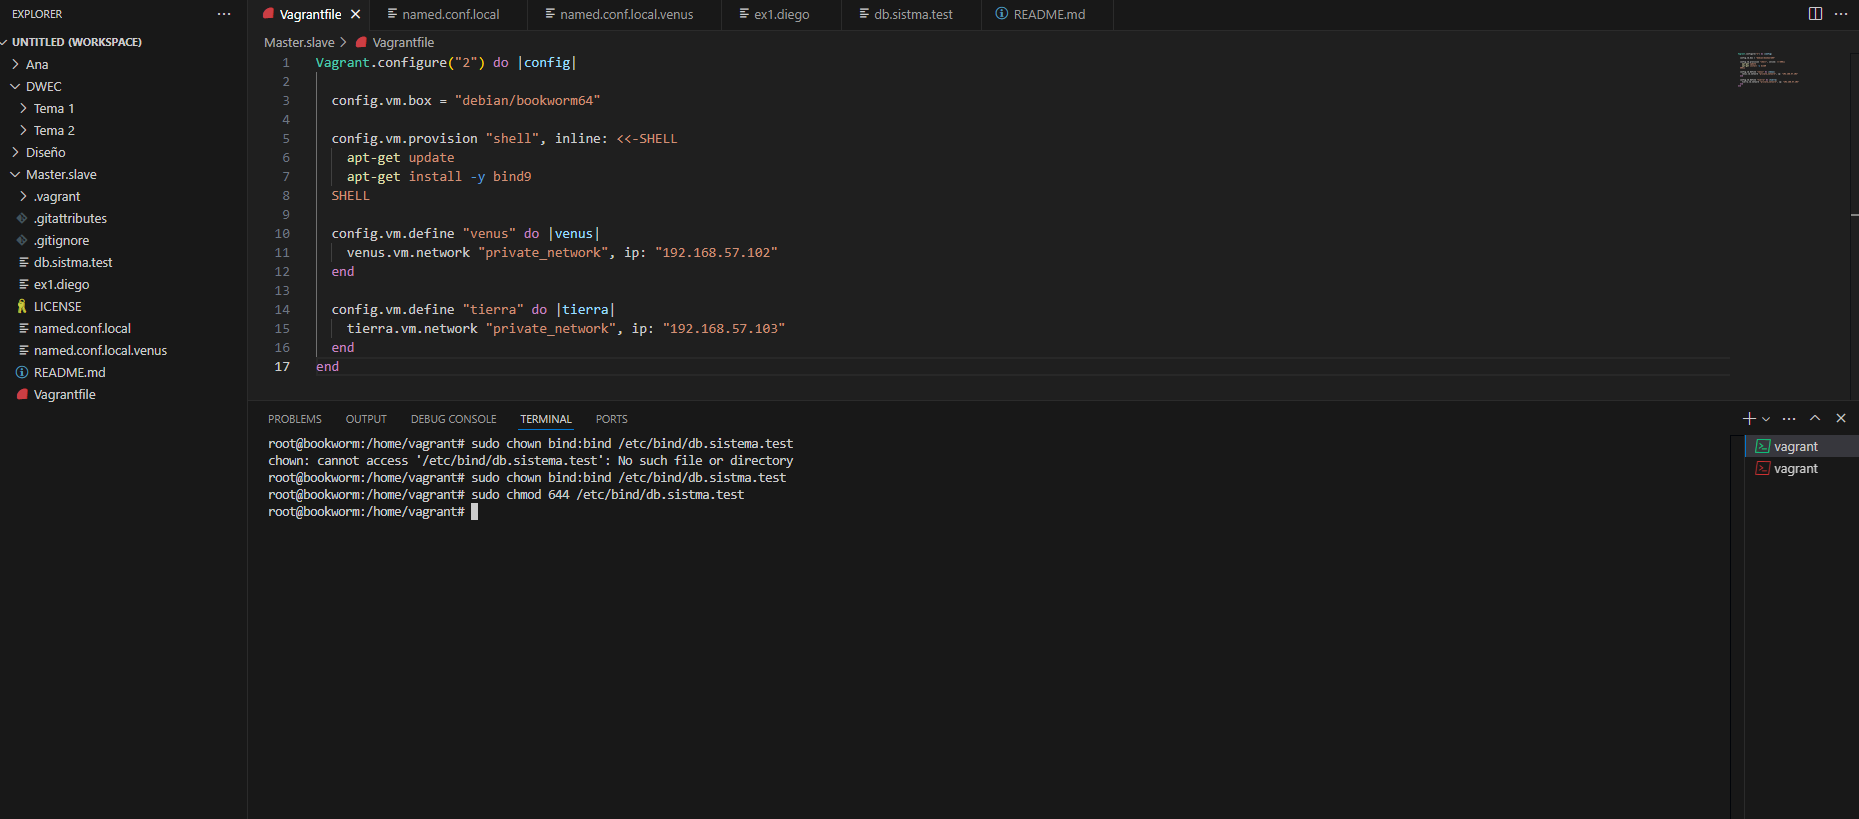 EXPLORER
UNTITLED (WORKSPACE)
Ana
DWEC
Tema 1
Tema 2
Diseño
Master.slave
.vagrant
.gitattributes
.gitignore
db.sistma.test
ex1.diego
LICENSE
named.conf.local
named.conf.local.venus
README.md
Vagrantfile
Vagrantfile
named.conf.local
named.conf.local.venus
ex1.diego
db.sistma.test
README.md
Master.slave > Vagrantfile
1 Vagrant.configure("2") do |config|
2
3 config.vm.box = "debian/bookworm64"
4
5 config.vm.provision "shell", inline: <<-SHELL
6 apt-get update
7 apt-get install -y bind9
8 SHELL
9
10 config.vm.define "venus" do |venus|
11 venus.vm.network "private_network", ip: "192.168.57.102"
12 end
13
14 config.vm.define "tierra" do |tierra|
15 tierra.vm.network "private_network", ip: "192.168.57.103"
16 end
17 end
PROBLEMS OUTPUT DEBUG CONSOLE TERMINAL PORTS
root@bookworm:/home/vagrant# sudo chown bind:bind /etc/bind/db.sistema.test
chown: cannot access '/etc/bind/db.sistema.test': No such file or directory
root@bookworm:/home/vagrant# sudo chown bind:bind /etc/bind/db.sistma.test
root@bookworm:/home/vagrant# sudo chmod 644 /etc/bind/db.sistma.test
root@bookworm:/home/vagrant#
vagrant
vagrant